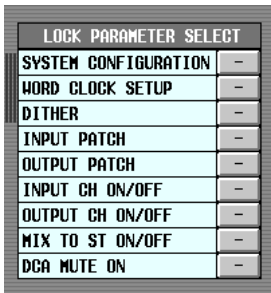 LOCK PARAMETER SELECT
SYSTEM CONFIGURATION -
WORD CLOCK SETUP -
DITHER -
INPUT PATCH -
OUTPUT PATCH -
INPUT CH ON/OFF -
OUTPUT CH ON/OFF -
MIX TO ST ON/OFF -
DCA MUTE ON -